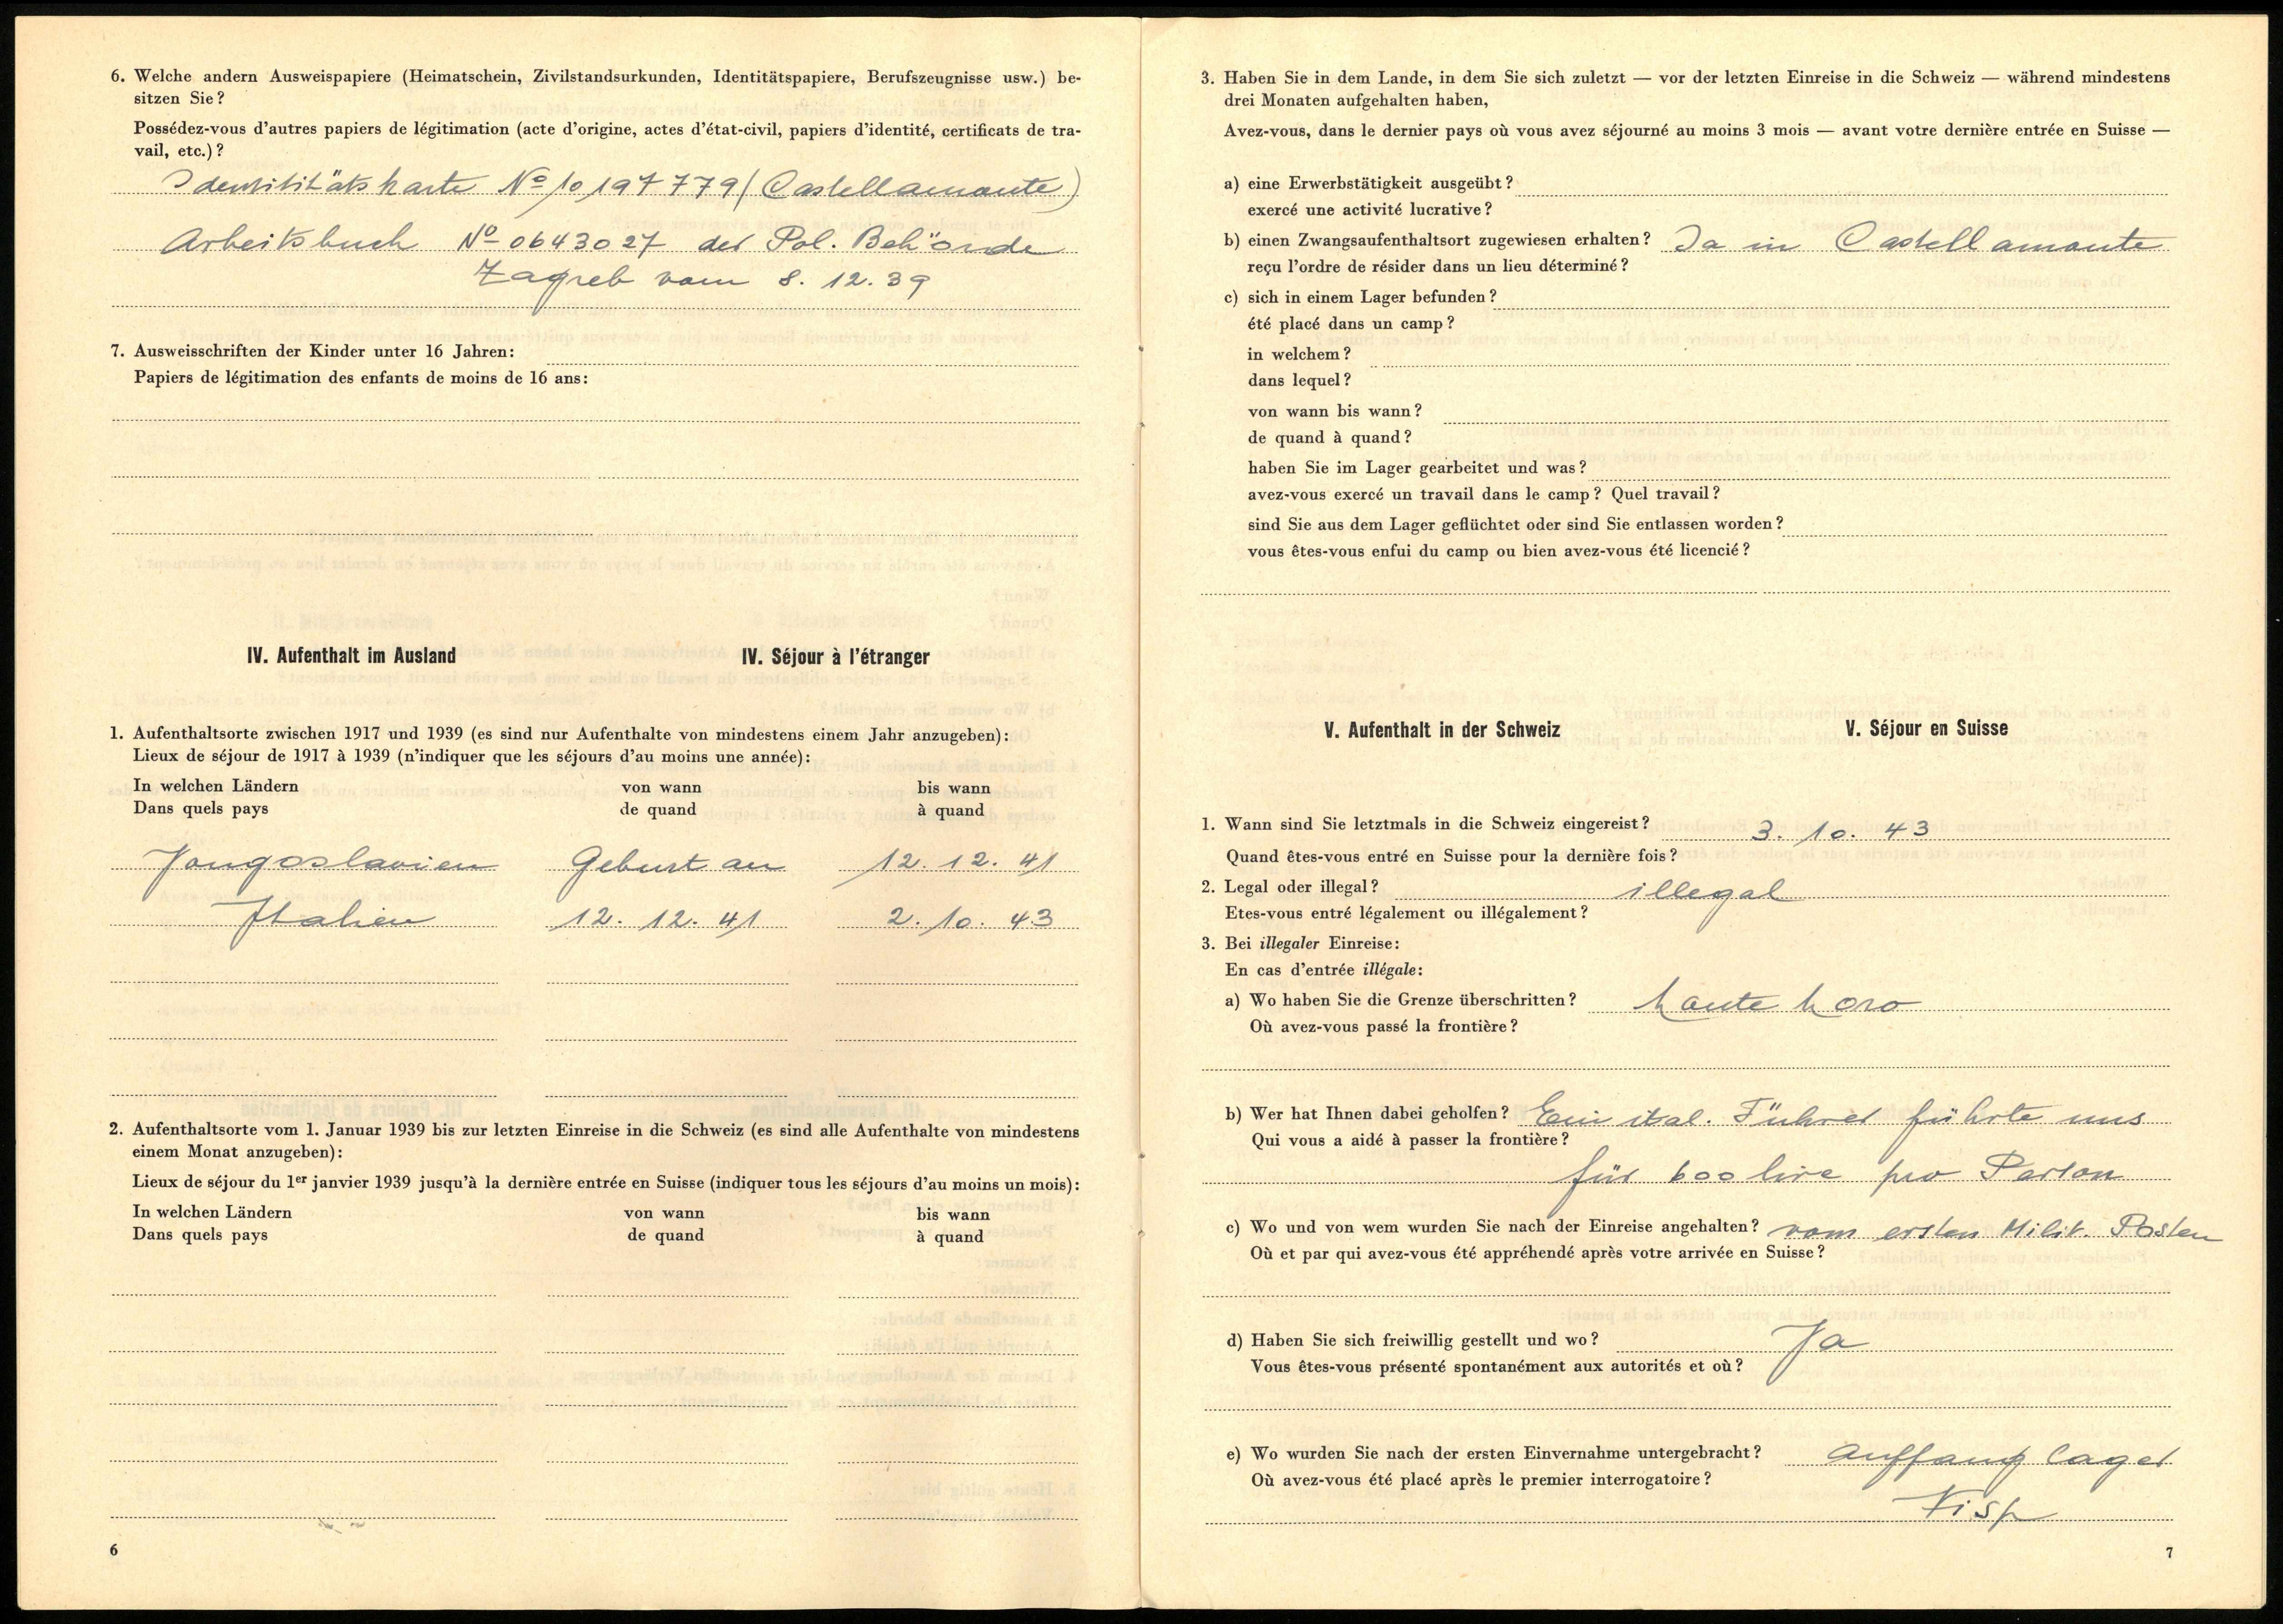 6. Welche andern Ausweispapiere (Heimatschein, Zivilstandsurkunden, Identitätspapiere, Berufszeugnisse usw.) be-
sitzen Sie?
Possédez-vous d'autres papiers de légitimation (acte d'origine, actes d'état-civil, papiers d'identité, certificats de tra-
vail, etc.)?
Identititätskarte No 10197779 (Castellamonte)
Arbeitsbuch No 0643027 der Pol. Behörde
Zagreb vom 8. 12. 39
7. Ausweisschriften der Kinder unter 16 Jahren:
Papiers de légitimation des enfants de moins de 16 ans:
IV. Aufenthalt im Ausland IV. Séjour à l'étranger
1. Aufenthaltsorte zwischen 1917 und 1939 (es sind nur Aufenthalte von mindestens einem Jahr anzugeben):
Lieux de séjour de 1917 à 1939 (n'indiquer que les séjours d'au moins une année):
In welchen Ländern von wann bis wann
Dans quels pays de quand à quand
Jougoslavien Geburt an 12. 12. 41
Italien 12. 12. 41 2. 10. 43
2. Aufenthaltsorte vom 1. Januar 1939 bis zur letzten Einreise in die Schweiz (es sind alle Aufenthalte von mindestens
einem Monat anzugeben):
Lieux de séjour du 1er janvier 1939 jusqu'à la dernière entrée en Suisse (indiquer tous les séjours d'au moins un mois):
In welchen Ländern von wann bis wann
Dans quels pays de quand à quand
6
3. Haben Sie in dem Lande, in dem Sie sich zuletzt — vor der letzten Einreise in die Schweiz — während mindestens
drei Monaten aufgehalten haben,
Avez-vous, dans le dernier pays où vous avez séjourné au moins 3 mois — avant votre dernière entrée en Suisse —
a) eine Erwerbstätigkeit ausgeübt?
exercé une activité lucrative?
b) einen Zwangsaufenthaltsort zugewiesen erhalten? Ja in Castellamonte
reçu l'ordre de résider dans un lieu déterminé?
c) sich in einem Lager befunden?
été placé dans un camp?
in welchem?
dans lequel?
von wann bis wann?
de quand à quand?
haben Sie im Lager gearbeitet und was?
avez-vous exercé un travail dans le camp? Quel travail?
sind Sie aus dem Lager geflüchtet oder sind Sie entlassen worden?
vous êtes-vous enfui du camp ou bien avez-vous été licencié?
V. Aufenthalt in der Schweiz V. Séjour en Suisse
1. Wann sind Sie letztmals in die Schweiz eingereist? 3. 10. 43
Quand êtes-vous entré en Suisse pour la dernière fois?
2. Legal oder illegal? illegal
Etes-vous entré légalement ou illégalement?
3. Bei illegaler Einreise:
En cas d'entrée illégale:
a) Wo haben Sie die Grenze überschritten?
Où avez-vous passé la frontière?
b) Wer hat Ihnen dabei geholfen? Ein ital. Führer führte uns
Qui vous a aidé à passer la frontière?
für 600 lire pro Person
c) Wo und von wem wurden Sie nach der Einreise angehalten? vom ersten Milit. Posten
Où et par qui avez-vous été appréhendé après votre arrivée en Suisse?
d) Haben Sie sich freiwillig gestellt und wo? Ja
Vous êtes-vous présenté spontanément aux autorités et où?
e) Wo wurden Sie nach der ersten Einvernahme untergebracht? Auffang lager
Où avez-vous été placé après le premier interrogatoire?
Visp
7